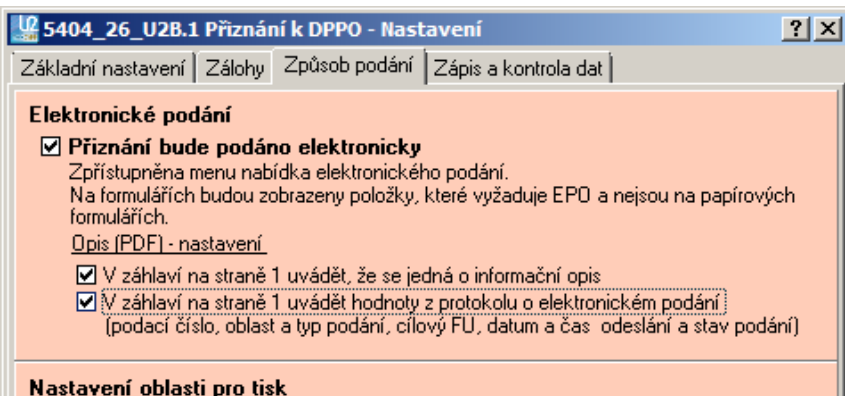 5404_26_U2B.1 Přiznání k DPPO - Nastavení
Základní nastavení Zálohy Způsob podání Zápis a kontrola dat
Elektronické podání
Přiznání bude podáno elektronicky
Zpřístupněna menu nabídka elektronického podání.
Na formulářích budou zobrazeny položky, které vyžaduje EPO a nejsou na papírových
formulářích.
Opis (PDF) - nastavení
V záhlaví na straně 1 uvádět, že se jedná o informační opis
V záhlaví na straně 1 uvádět hodnoty z protokolu o elektronickém podání
(podací číslo, oblast a typ podání, cílový FU, datum a čas odeslání a stav podání)
Nastavení oblasti pro tisk